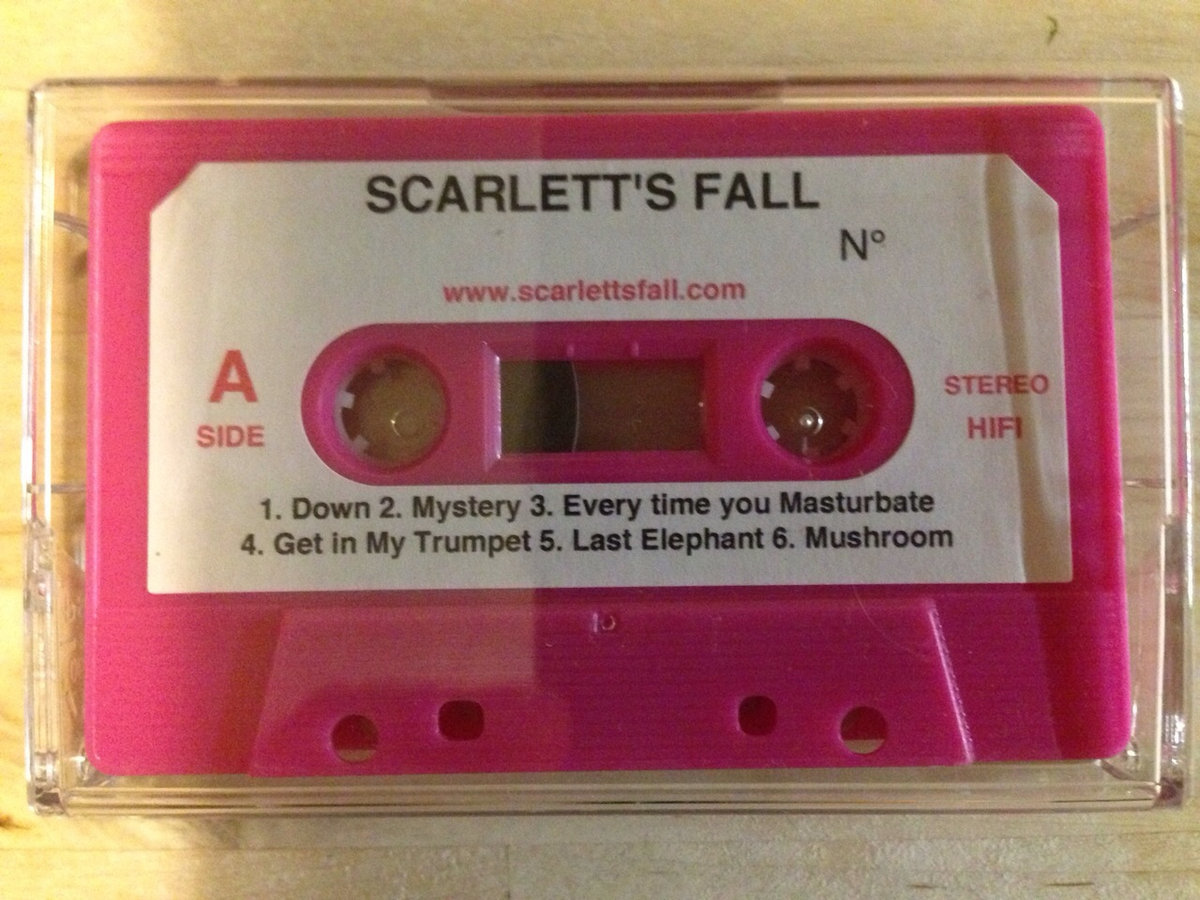 SCARLETT'S FALL
N°
www.scarlettsfall.com
A
SIDE
STEREO
HIFI
1. Down 2. Mystery 3. Every time you Masturbate
4. Get in My Trumpet 5. Last Elephant 6. Mushroom